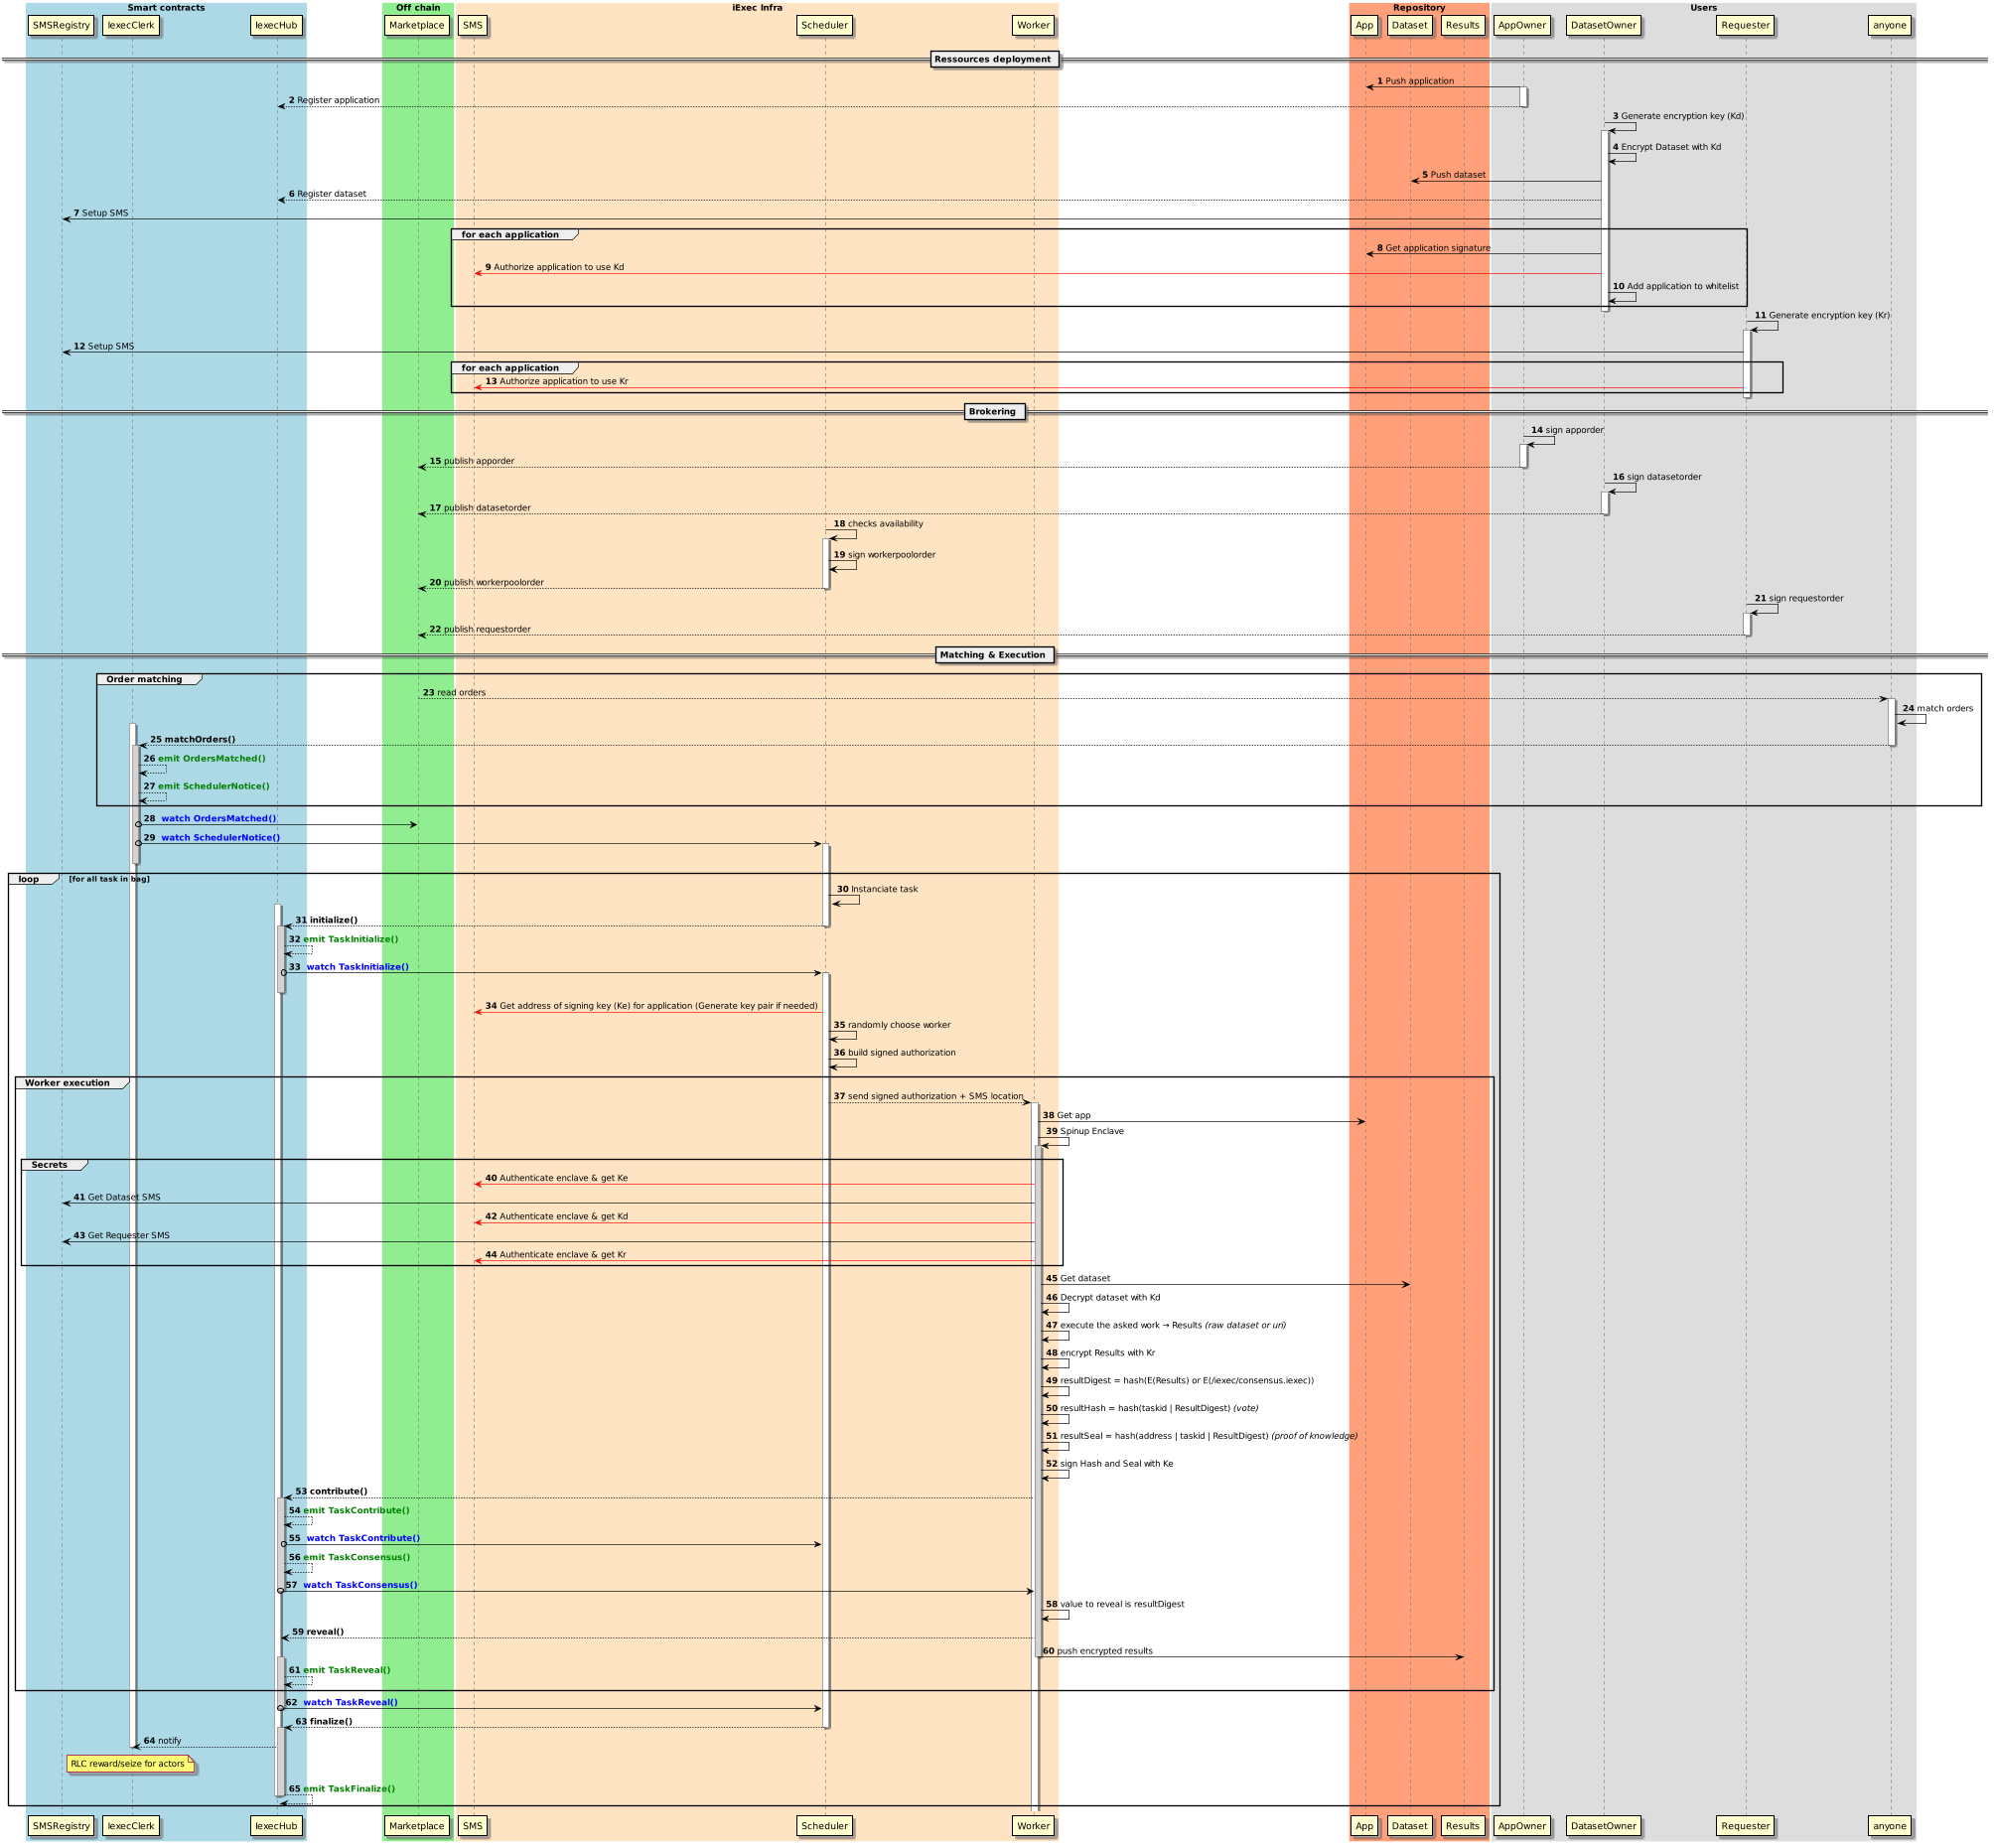 Smart contracts Off chain iExec Infra Repository Users
SMSRegistry IexecClerk IexecHub Marketplace SMS Scheduler Worker App Dataset Results AppOwner DatasetOwner Requester anyone
Ressources deployment
1 Push application
2 Register application
3 Generate encryption key (Kd)
4 Encrypt Dataset with Kd
5 Push dataset
6 Register dataset
7 Setup SMS
for each application
8 Get application signature
9 Authorize application to use Kd
10 Add application to whitelist
11 Generate encryption key (Kr)
12 Setup SMS
for each application
13 Authorize application to use Kr
Brokering
14 sign apporder
15 publish apporder
16 sign datasetorder
17 publish datasetorder
18 checks availability
19 sign workerpoolorder
20 publish workerpoolorder
21 sign requestorder
22 publish requestorder
Matching & Execution
Order matching
23 read orders
24 match orders
25 matchOrders()
26 emit OrdersMatched()
27 emit SchedulerNotice()
28 watch OrdersMatched()
29 watch SchedulerNotice()
loop [for all task in bag]
30 Instanciate task
31 initialize()
32 emit TaskInitialize()
33 watch TaskInitialize()
34 Get address of signing key (Ke) for application (Generate key pair if needed)
35 randomly choose worker
36 build signed authorization
Worker execution
37 send signed authorization + SMS location
38 Get app
39 Spinup Enclave
Secrets
40 Authenticate enclave & get Ke
41 Get Dataset SMS
42 Authenticate enclave & get Kd
43 Get Requester SMS
44 Authenticate enclave & get Kr
45 Get dataset
46 Decrypt dataset with Kd
47 execute the asked work → Results (raw dataset or uri)
48 encrypt Results with Kr
49 resultDigest = hash(E(Results) or E(/iexec/consensus.iexec))
50 resultHash = hash(taskid | ResultDigest) (vote)
51 resultSeal = hash(address | taskid | ResultDigest) (proof of knowledge)
52 sign Hash and Seal with Ke
53 contribute()
54 emit TaskContribute()
55 watch TaskContribute()
56 emit TaskConsensus()
57 watch TaskConsensus()
58 value to reveal is resultDigest
59 reveal()
60 push encrypted results
61 emit TaskReveal()
62 watch TaskReveal()
63 finalize()
64 notify
RLC reward/seize for actors
65 emit TaskFinalize()
SMSRegistry IexecClerk IexecHub Marketplace SMS Scheduler Worker App Dataset Results AppOwner DatasetOwner Requester anyone